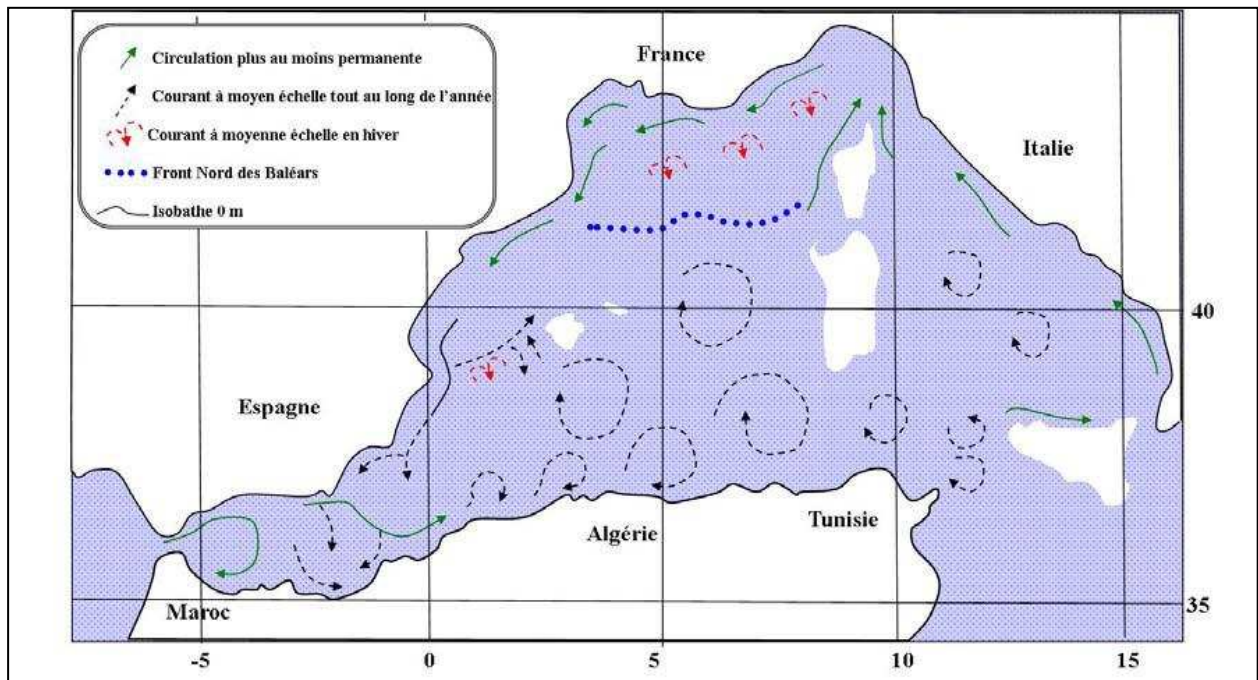 Circulation plus au moins permanente
Courant à moyen échelle tout au long de l'année
Courant à moyenne échelle en hiver
Front Nord des Baléars
Isobathe 0 m
France
Italie
Espagne
Algérie
Tunisie
Maroc
40
35
-5
0
5
10
15